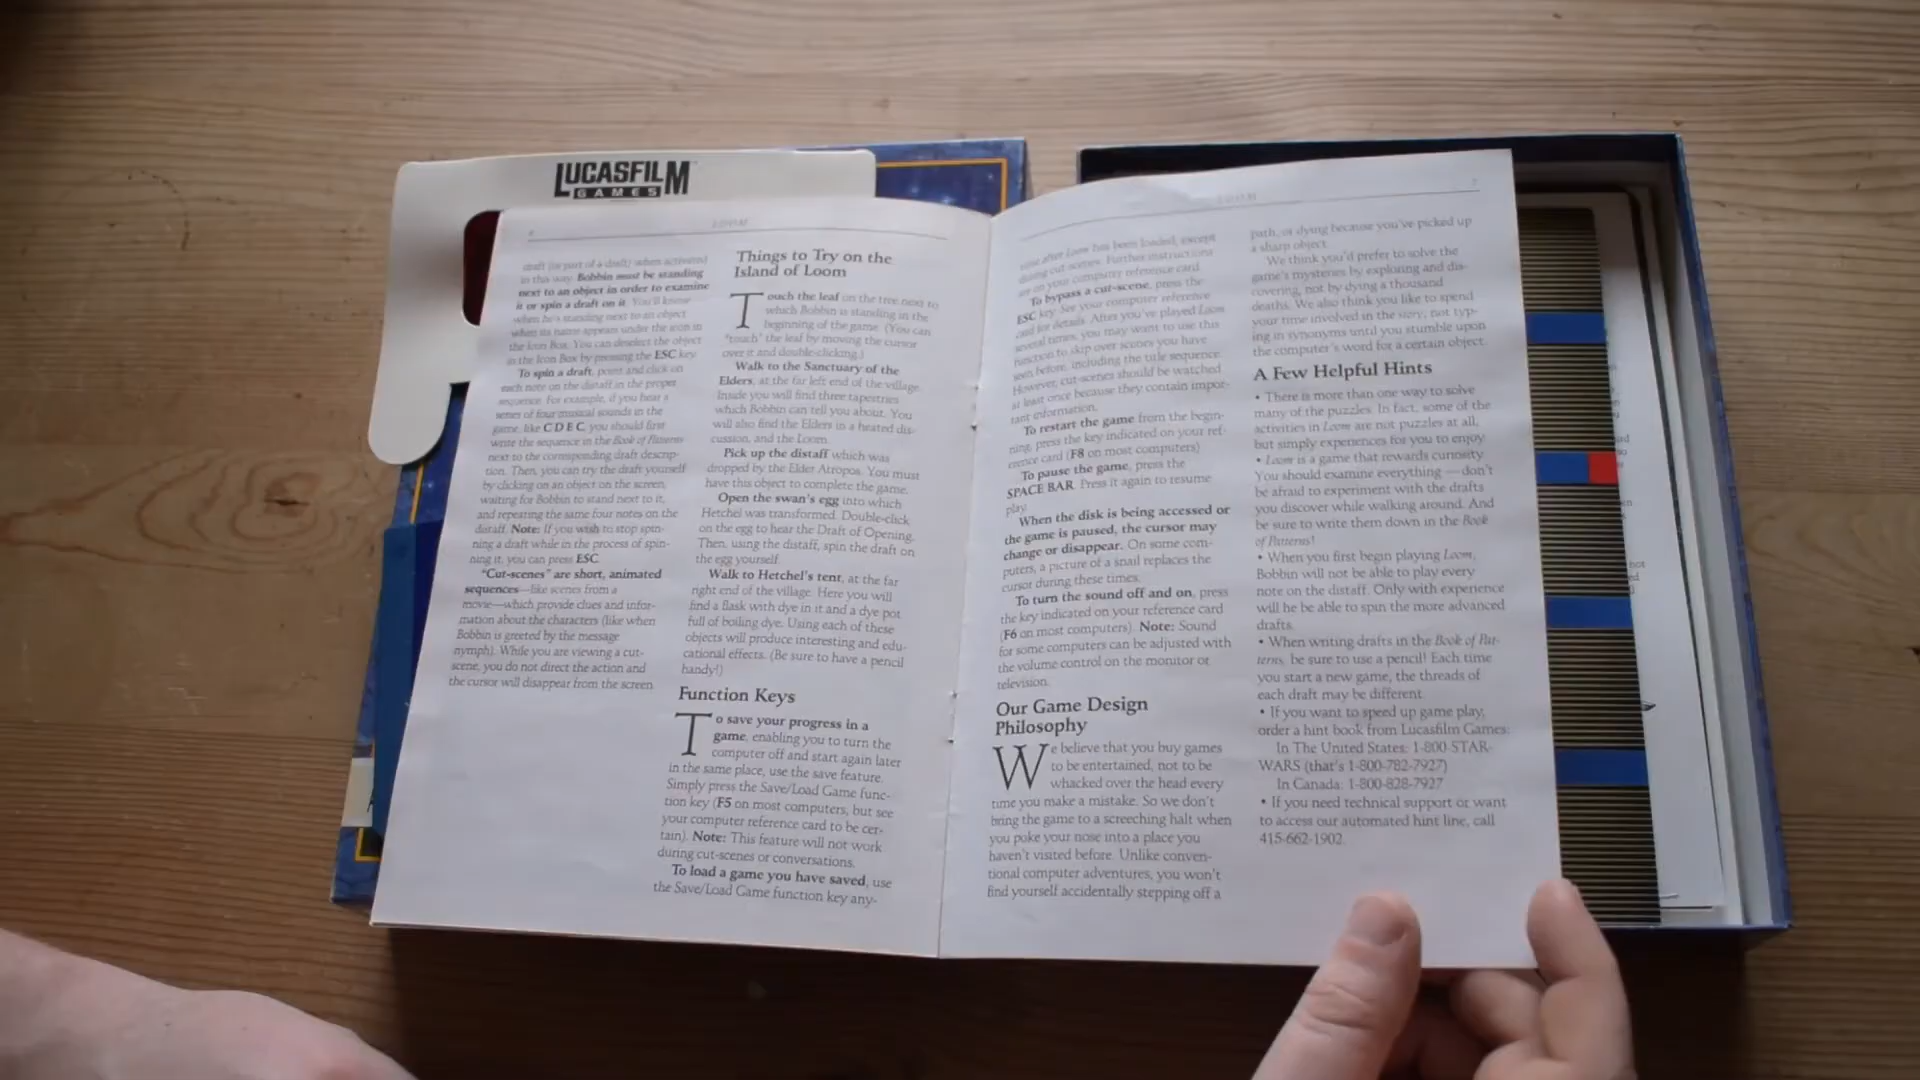 LUCASFILM
GAMES
LOOM
draft (or part of a draft) when activated
in this way. Bobbin must be standing
next to an object in order to examine
it or spin a draft on it. You'll know
when he's standing next to an object
when its name appears under the icon in
the Icon Box. You can deselect the object
in the Icon Box by pressing the ESC key.
To spin a draft, point and click on
each note on the distaff in the proper
sequence. For example, if you hear a
series of four musical sounds in the
game, like C D E C, you should first
write the sequence in the Book of Patterns
next to the corresponding draft descrip-
tion. Then, you can try the draft yourself
by clicking on an object on the screen,
waiting for Bobbin to stand next to it,
and repeating the same four notes on the
distaff. Note: If you wish to stop spin-
ning a draft while in the process of spin-
ning it, you can press ESC.
"Cut-scenes" are short, animated
sequences—like scenes from a
movie—which provide clues and infor-
mation about the characters (like when
Bobbin is greeted by the message
nymph). While you are viewing a cut-
scene, you do not direct the action and
the cursor will disappear from the screen.
Things to Try on the
Island of Loom
Touch the leaf on the tree next to
which Bobbin is standing in the
beginning of the game. (You can
"touch" the leaf by moving the cursor
over it and double-clicking.)
Walk to the Sanctuary of the
Elders, at the far left end of the village.
Inside you will find three tapestries
which Bobbin can tell you about. You
will also find the Elders in a heated dis-
cussion, and the Loom.
Pick up the distaff which was
dropped by the Elder Atropos. You must
have this object to complete the game.
Open the swan's egg into which
Hetchel was transformed. Double-click
on the egg to hear the Draft of Opening.
Then, using the distaff, spin the draft on
the egg yourself.
Walk to Hetchel's tent, at the far
right end of the village. Here you will
find a flask with dye in it and a dye pot
full of boiling dye. Using each of these
objects will produce interesting and edu-
cational effects. (Be sure to have a pencil
handy!)
Function Keys
To save your progress in a
game, enabling you to turn the
computer off and start again later
in the same place, use the save feature.
Simply press the Save/Load Game func-
tion key (F5 on most computers, but see
your computer reference card to be cer-
tain). Note: This feature will not work
during cut-scenes or conversations.
To load a game you have saved, use
the Save/Load Game function key any-
LOOM
7
time after Loom has been loaded, except
during cut-scenes. Further instructions
are on your computer reference card.
To bypass a cut-scene, press the
ESC key. See your computer reference
card for details. After you've played Loom
several times, you may want to use this
function to skip over scenes you have
seen before, including the title sequence.
However, cut-scenes should be watched
at least once because they contain impor-
tant information.
To restart the game from the begin-
ning, press the key indicated on your ref-
erence card (F8 on most computers).
To pause the game, press the
SPACE BAR. Press it again to resume
play.
When the disk is being accessed or
the game is paused, the cursor may
change or disappear. On some com-
puters, a picture of a snail replaces the
cursor during these times.
To turn the sound off and on, press
the key indicated on your reference card
(F6 on most computers). Note: Sound
for some computers can be adjusted with
the volume control on the monitor or
television.
Our Game Design
Philosophy
We believe that you buy games
to be entertained, not to be
whacked over the head every
time you make a mistake. So we don't
bring the game to a screeching halt when
you poke your nose into a place you
haven't visited before. Unlike conven-
tional computer adventures, you won't
find yourself accidentally stepping off a
path, or dying because you've picked up
a sharp object.
We think you'd prefer to solve the
game's mysteries by exploring and dis-
covering, not by dying a thousand
deaths. We also think you like to spend
your time involved in the story, not typ-
ing in synonyms until you stumble upon
the computer's word for a certain object.
A Few Helpful Hints
• There is more than one way to solve
many of the puzzles. In fact, some of the
activities in Loom are not puzzles at all,
but simply experiences for you to enjoy.
• Loom is a game that rewards curiosity.
You should examine everything—don't
be afraid to experiment with the drafts
you discover while walking around. And
be sure to write them down in the Book
of Patterns!
• When you first begin playing Loom,
Bobbin will not be able to play every
note on the distaff. Only with experience
will he be able to spin the more advanced
drafts.
• When writing drafts in the Book of Pat-
terns, be sure to use a pencil! Each time
you start a new game, the threads of
each draft may be different.
• If you want to speed up game play,
order a hint book from Lucasfilm Games:
In The United States: 1-800-STAR-
WARS (that's 1-800-782-7927)
In Canada: 1-800-828-7927
• If you need technical support or want
to access our automated hint line, call
415-662-1902.